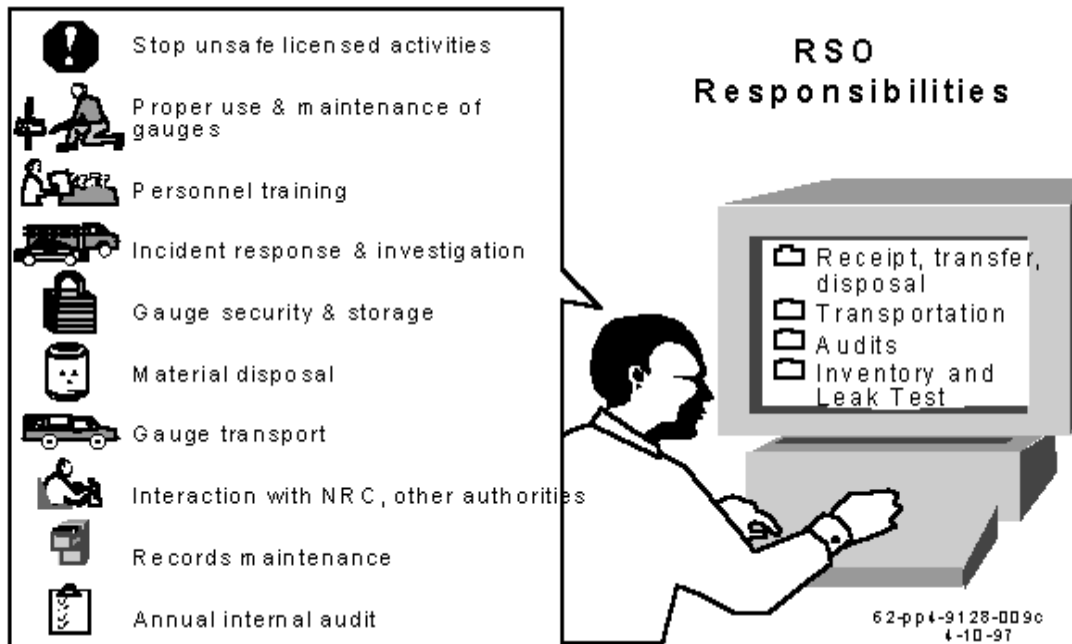 Stop unsafe licensed activities
Proper use & maintenance of
gauges
Personnel training
Incident response & investigation
Gauge security & storage
Material disposal
Gauge transport
Interaction with NRC, other authorities
Records maintenance
Annual internal audit
RSO
Responsibilities
Receipt, transfer,
disposal
Transportation
Audits
Inventory and
Leak Test
62-pp4-9128-009c
4-10-97